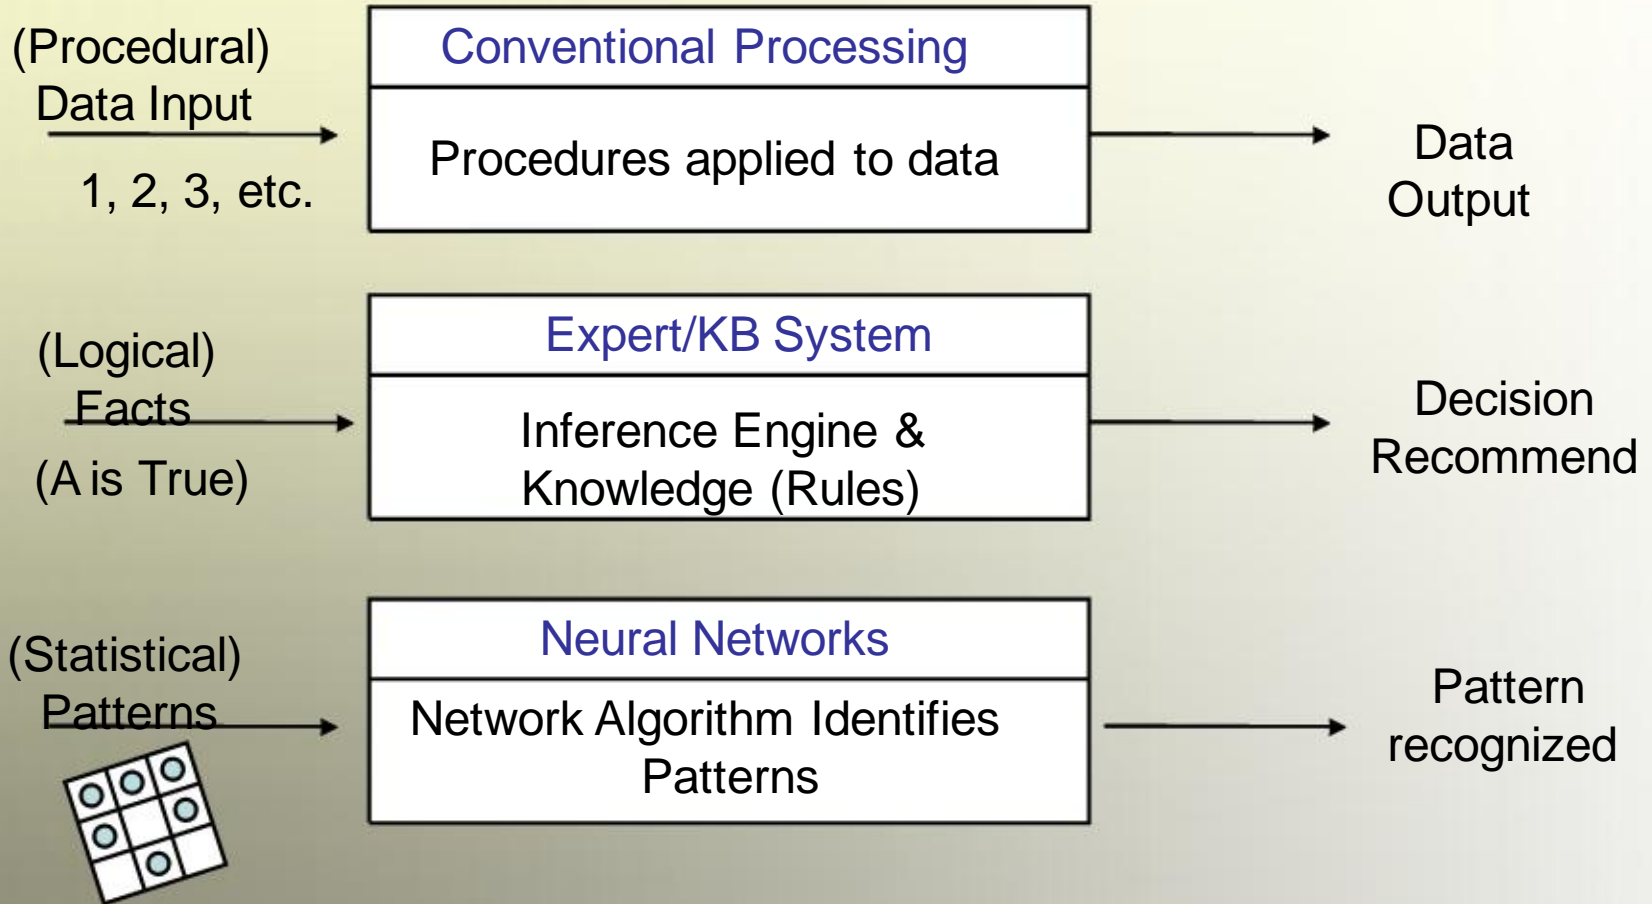 (Procedural)
Data Input
1, 2, 3, etc.
Conventional Processing
Procedures applied to data
Data
Output
(Logical)
Facts
(A is True)
Expert/KB System
Inference Engine &
Knowledge (Rules)
Decision
Recommend
(Statistical)
Patterns
Neural Networks
Network Algorithm Identifies
Patterns
Pattern
recognized